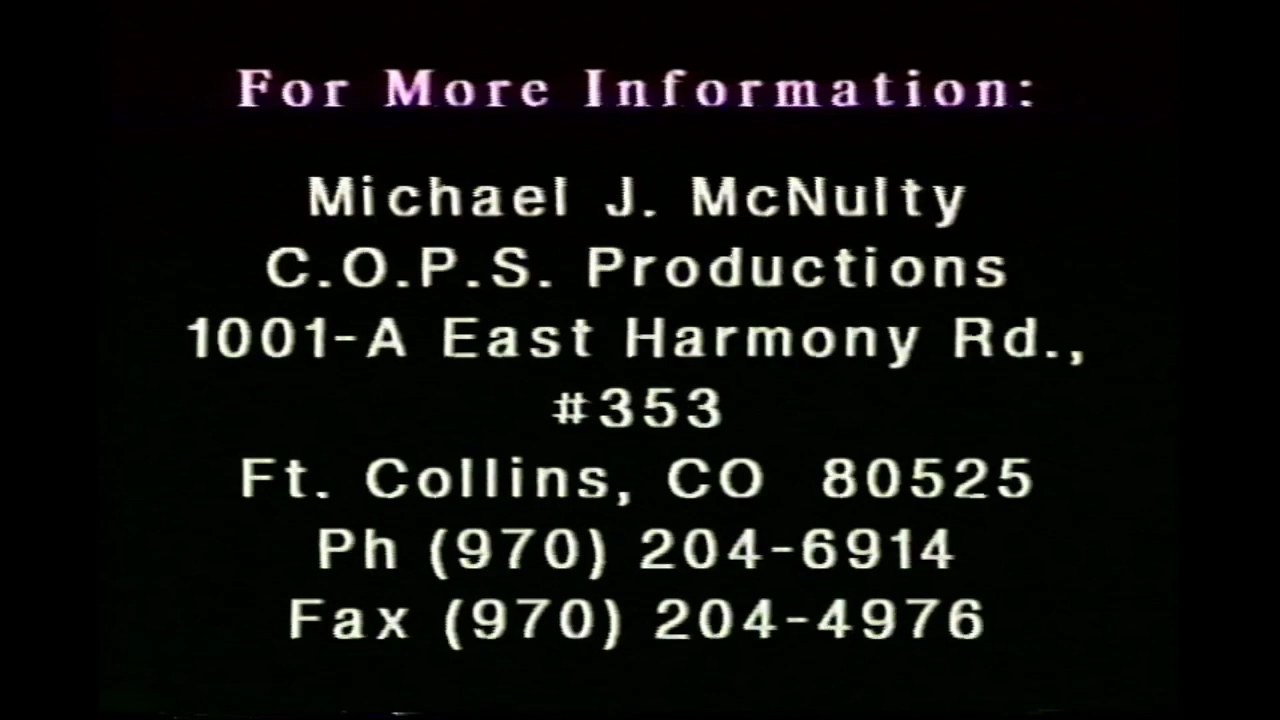 For More Information:
Michael J. McNulty
C.O.P.S. Productions
1001-A East Harmony Rd.,
#353
Ft. Collins, CO  80525
Ph (970) 204-6914
Fax (970) 204-4976